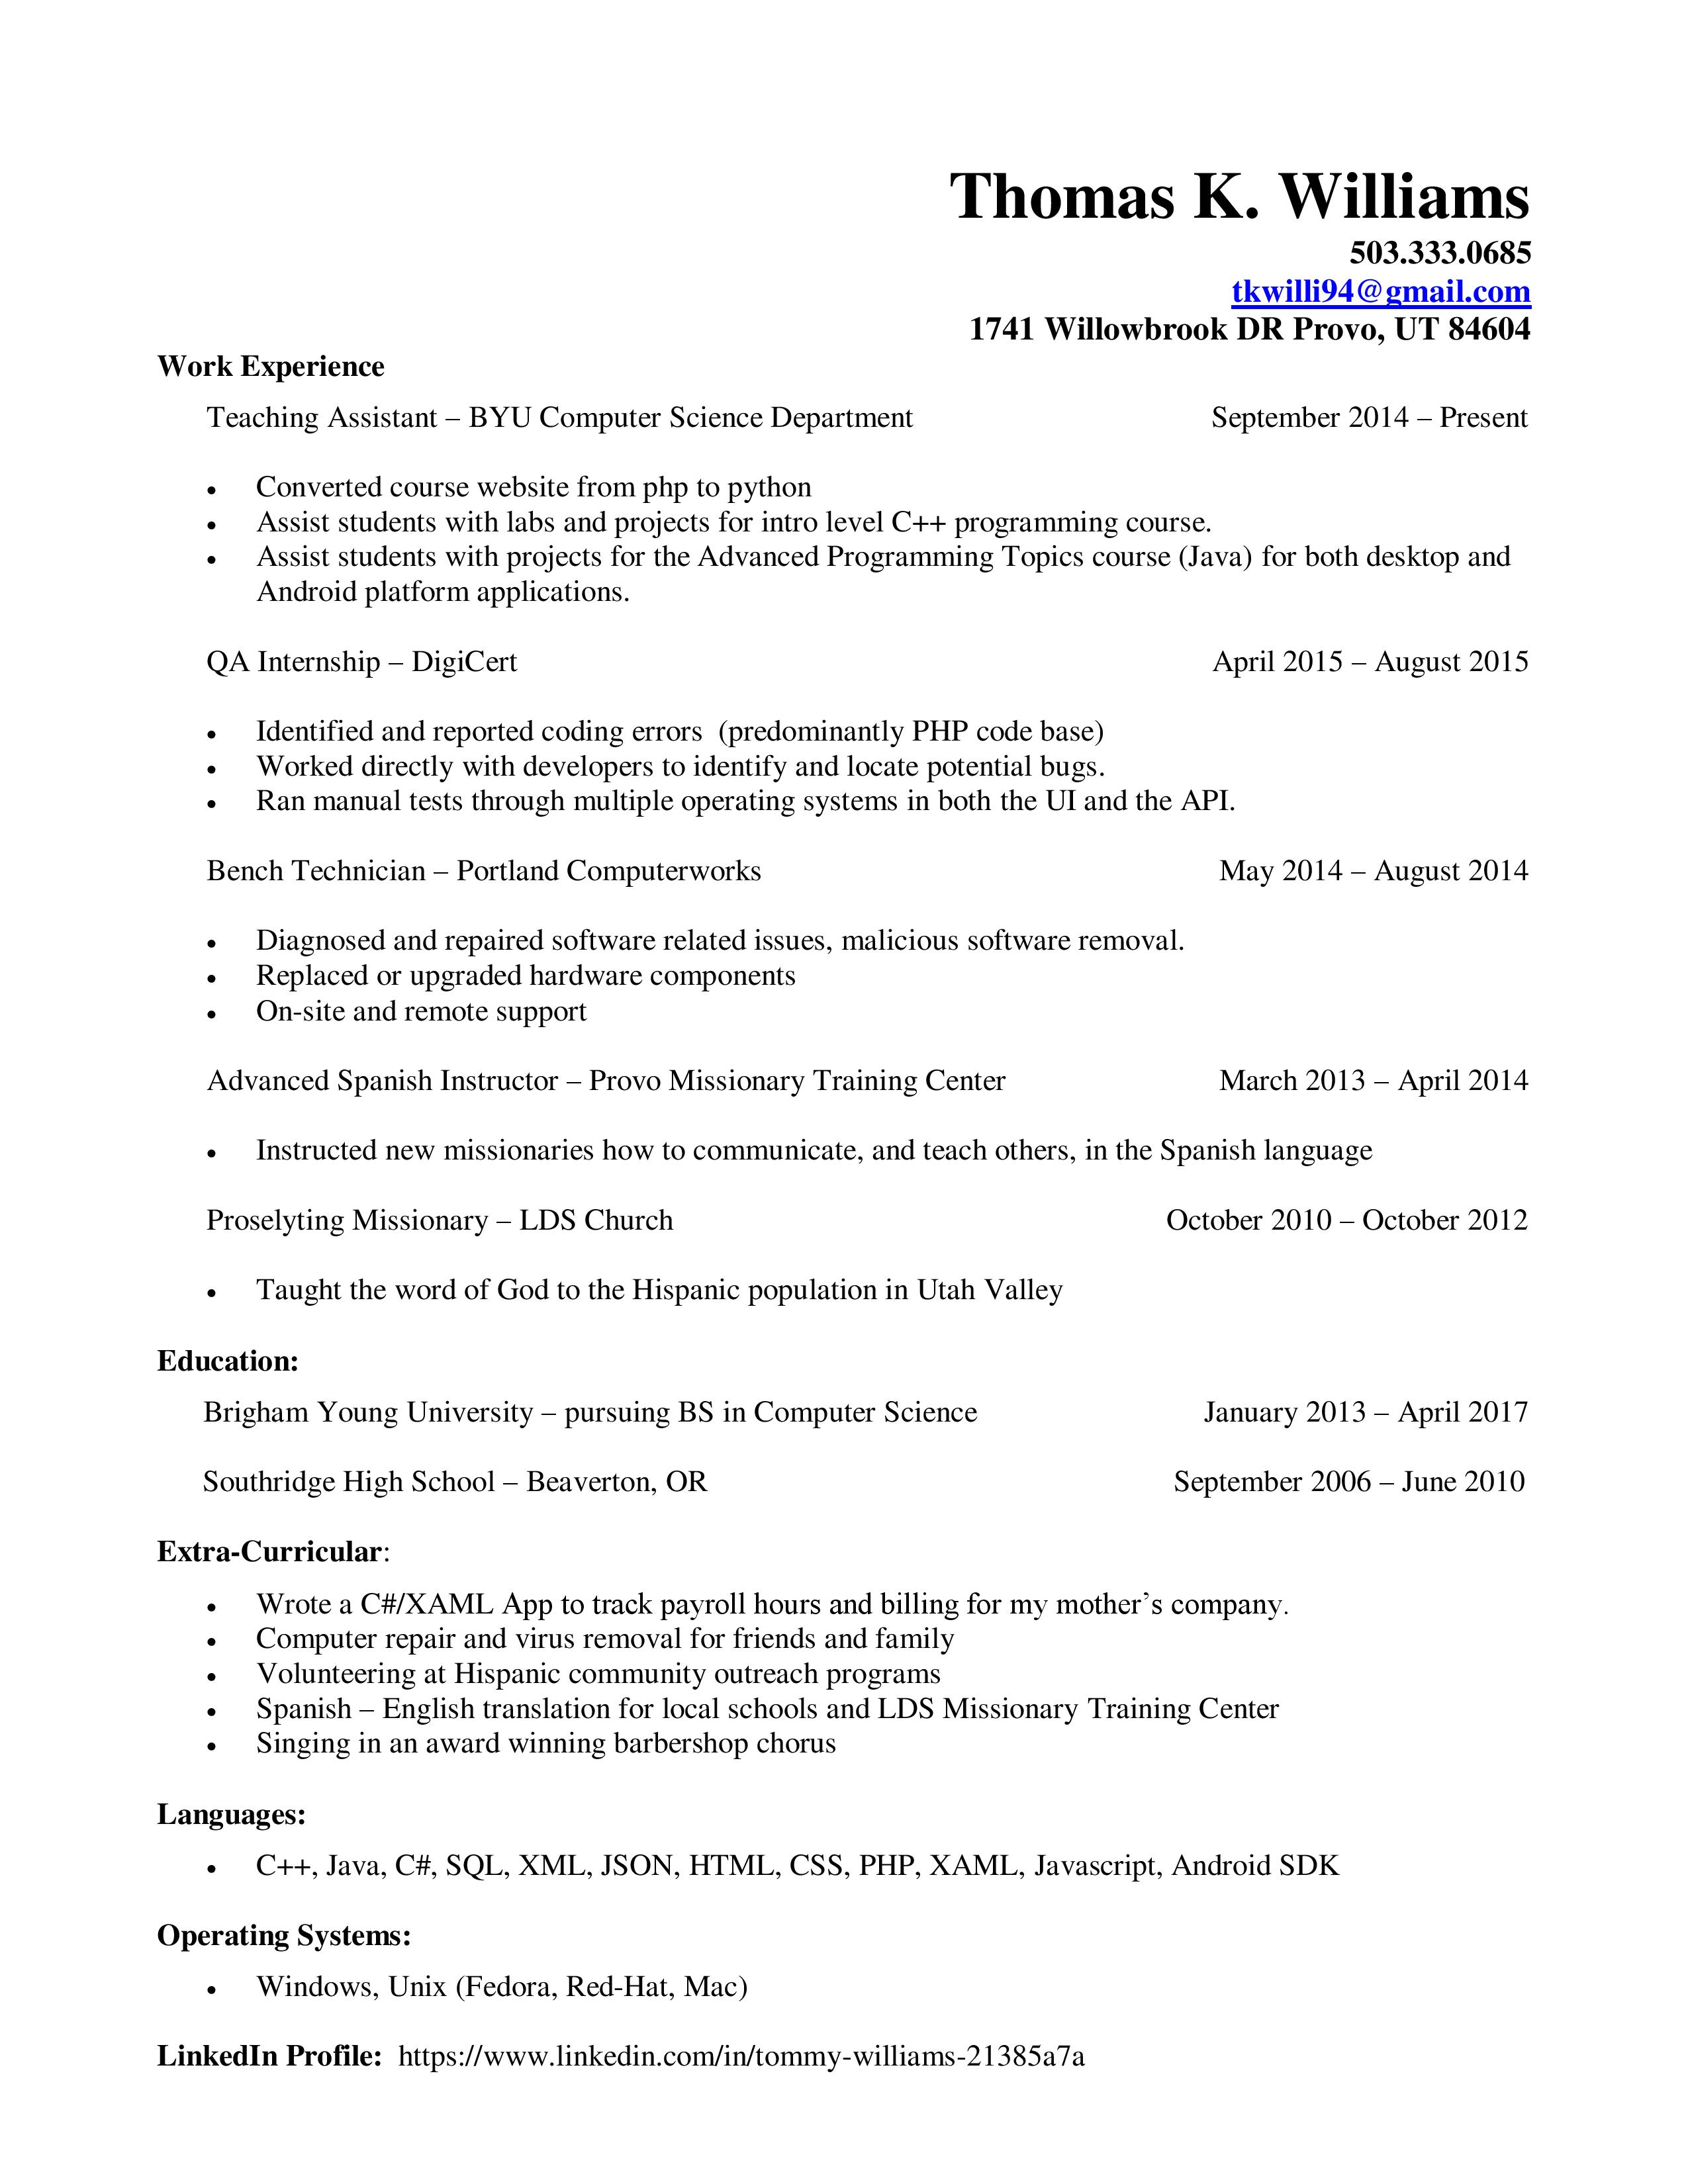 Thomas K. Williams
503.333.0685
tkwilli94@gmail.com
1741 Willowbrook DR Provo, UT 84604
Work Experience
Teaching Assistant – BYU Computer Science Department September 2014 – Present
• Converted course website from php to python
• Assist students with labs and projects for intro level C++ programming course.
• Assist students with projects for the Advanced Programming Topics course (Java) for both desktop and
Android platform applications.
QA Internship – DigiCert April 2015 – August 2015
• Identified and reported coding errors  (predominantly PHP code base)
• Worked directly with developers to identify and locate potential bugs.
• Ran manual tests through multiple operating systems in both the UI and the API.
Bench Technician – Portland Computerworks May 2014 – August 2014
• Diagnosed and repaired software related issues, malicious software removal.
• Replaced or upgraded hardware components
• On-site and remote support
Advanced Spanish Instructor – Provo Missionary Training Center March 2013 – April 2014
• Instructed new missionaries how to communicate, and teach others, in the Spanish language
Proselyting Missionary – LDS Church October 2010 – October 2012
• Taught the word of God to the Hispanic population in Utah Valley
Education:
Brigham Young University – pursuing BS in Computer Science January 2013 – April 2017
Southridge High School – Beaverton, OR September 2006 – June 2010
Extra-Curricular:
• Wrote a C#/XAML App to track payroll hours and billing for my mother’s company.
• Computer repair and virus removal for friends and family
• Volunteering at Hispanic community outreach programs
• Spanish – English translation for local schools and LDS Missionary Training Center
• Singing in an award winning barbershop chorus
Languages:
• C++, Java, C#, SQL, XML, JSON, HTML, CSS, PHP, XAML, Javascript, Android SDK
Operating Systems:
• Windows, Unix (Fedora, Red-Hat, Mac)
LinkedIn Profile:  https://www.linkedin.com/in/tommy-williams-21385a7a